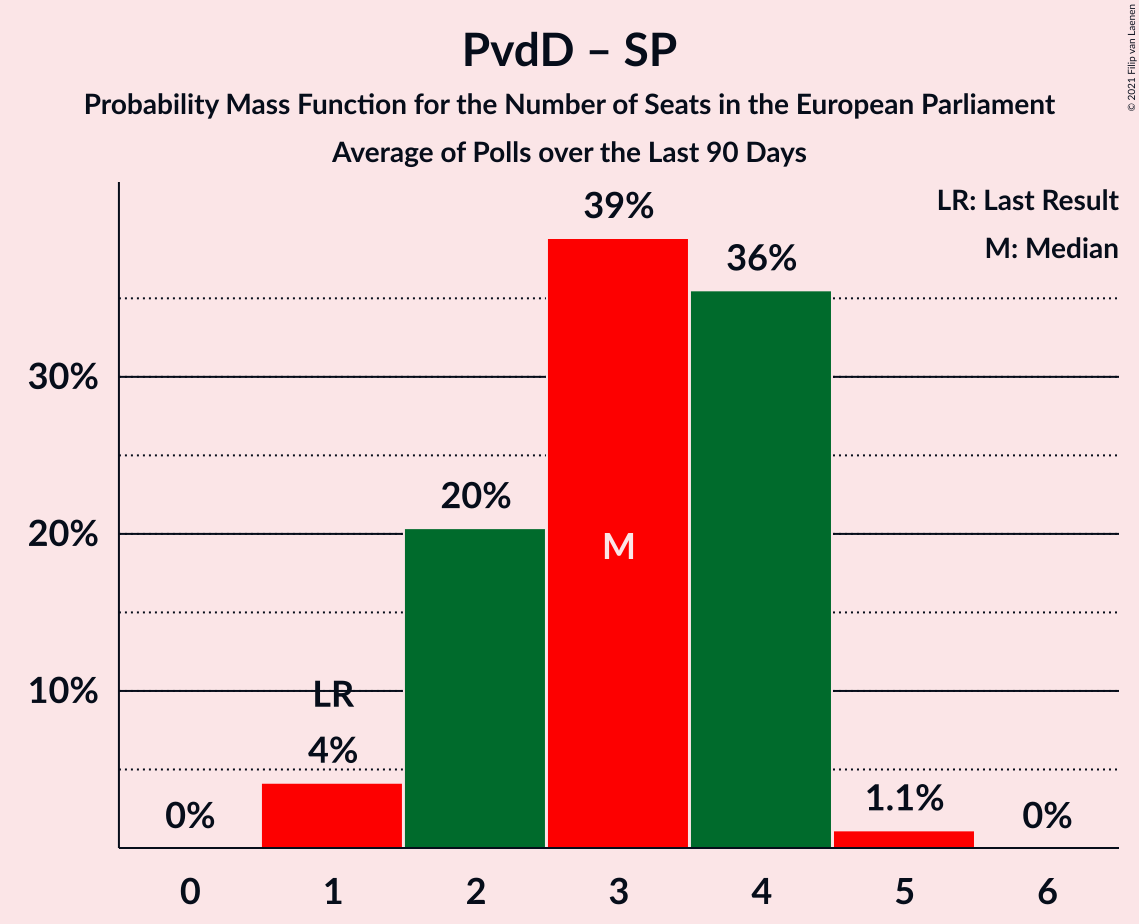 PvdD – SP
Probability Mass Function for the Number of Seats in the European Parliament
Average of Polls over the Last 90 Days
© 2021 Filip van Laenen
LR: Last Result
M: Median
39%
36%
30%
20%
M
20%
10%
LR
4%
1.1%
0%
0%
0 1 2 3 4 5 6